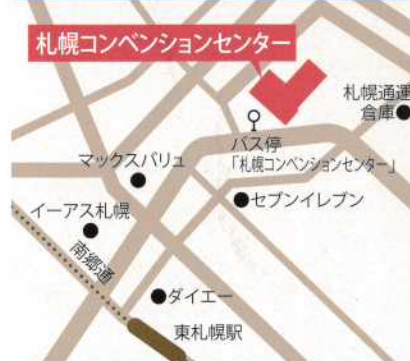 札幌コンベンションセンター
札幌通運
倉庫
バス停
「札幌コンベンションセンター」
マックスバリュ
セブンイレブン
イーアス札幌
南郷通
ダイエー
東札幌駅